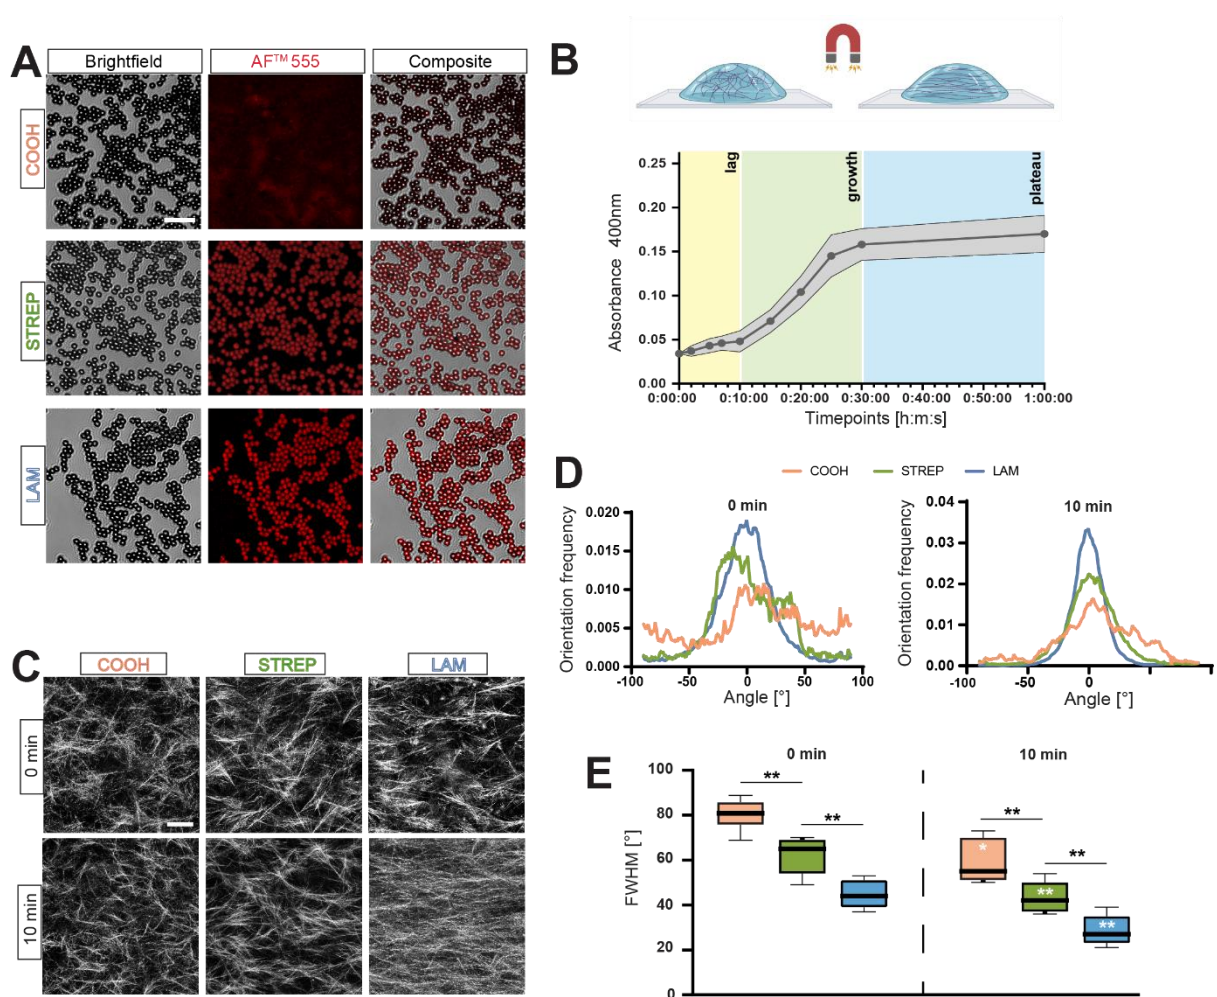 A
Brightfield
AF™ 555
Composite
COOH
STREP
LAM
B
0.25
0.20
0.15
0.10
0.05
0.00
Absorbance 400nm
lag
growth
plateau
0:00:00
0:10:00
0:20:00
0:30:00
0:40:00
0:50:00
1:00:00
Timepoints [h:m:s]
C
COOH
STREP
LAM
0 min
10 min
D
COOH
STREP
LAM
0 min
0.020
0.015
0.010
0.005
0.000
Orientation frequency
-100
-50
0
50
100
Angle [°]
10 min
0.04
0.03
0.02
0.01
0.00
Orientation frequency
-100
-50
0
Angle [°]
E
0 min
10 min
100
80
60
40
20
0
FWHM [°]
**
**
**
**
*
**
**